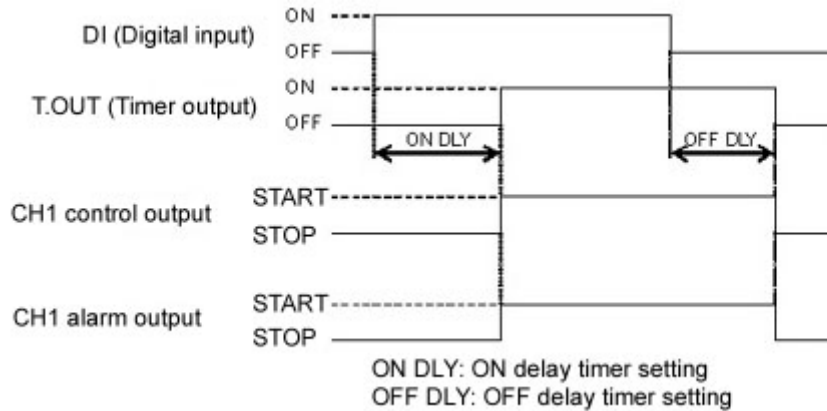 ON
DI (Digital input)
OFF
ON
T.OUT (Timer output)
OFF
ON DLY
OFF DLY
START
CH1 control output
STOP
START
CH1 alarm output
STOP
ON DLY: ON delay timer setting
OFF DLY: OFF delay timer setting